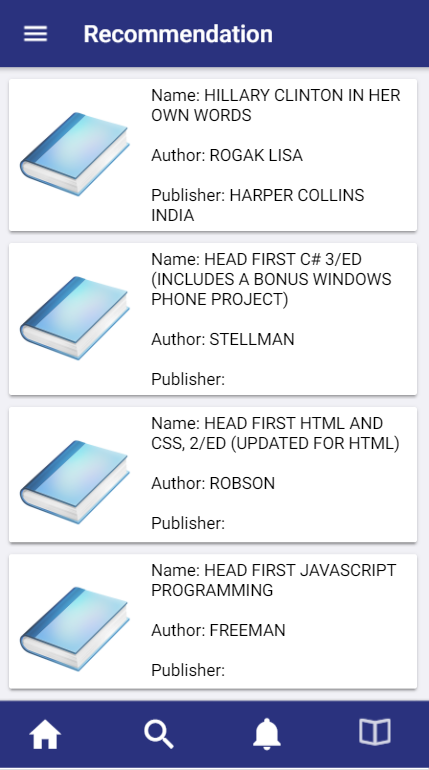 Recommendation
Name: HILLARY CLINTON IN HER
OWN WORDS
Author: ROGAK LISA
Publisher: HARPER COLLINS
INDIA
Name: HEAD FIRST C# 3/ED
(INCLUDES A BONUS WINDOWS
PHONE PROJECT)
Author: STELLMAN
Publisher:
Name: HEAD FIRST HTML AND
CSS, 2/ED (UPDATED FOR HTML)
Author: ROBSON
Publisher:
Name: HEAD FIRST JAVASCRIPT
PROGRAMMING
Author: FREEMAN
Publisher: